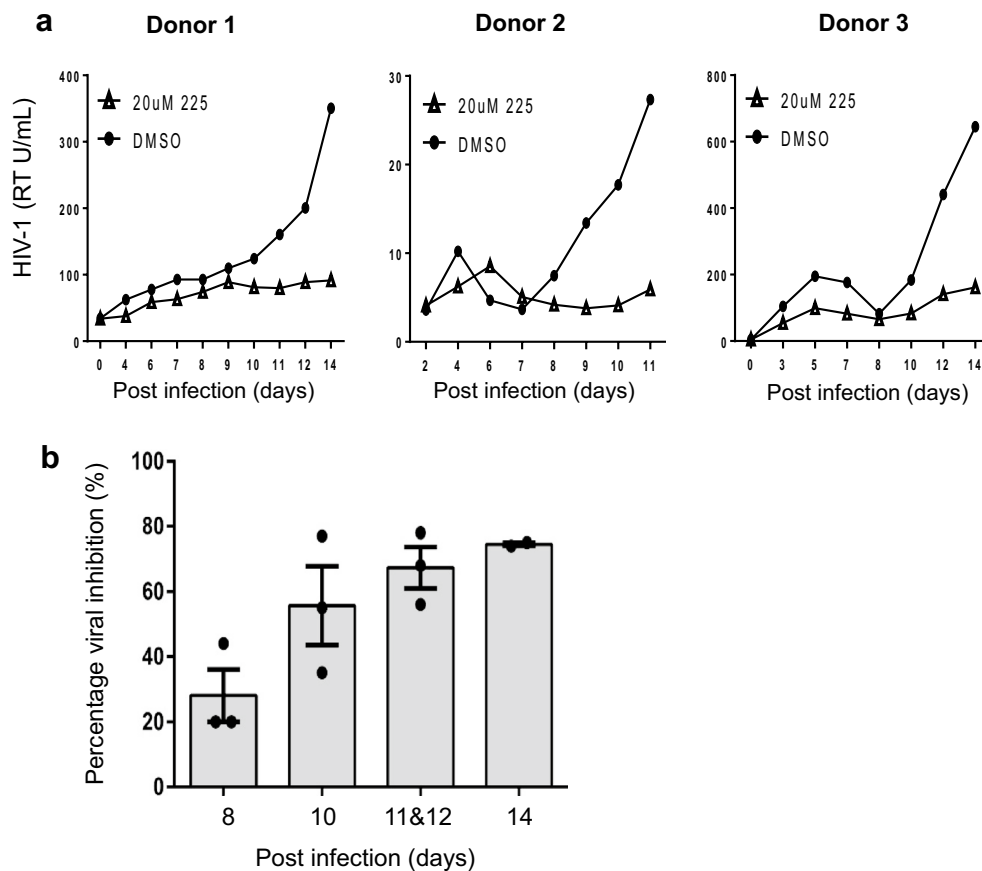 a
Donor 1
Donor 2
Donor 3
HIV-1 (RT U/mL)
400
300
200
100
0
20uM 225
DMSO
0 4 6 7 8 9 10 11 12 14
Post infection (days)
30
20
10
0
20uM 225
DMSO
2 4 6 7 8 9 10 11
Post infection (days)
800
600
400
200
0
20uM 225
DMSO
0 3 5 7 8 10 12 14
Post infection (days)
b
Percentage viral inhibition (%)
100
80
60
40
20
0
8 10 11&12 14
Post infection (days)